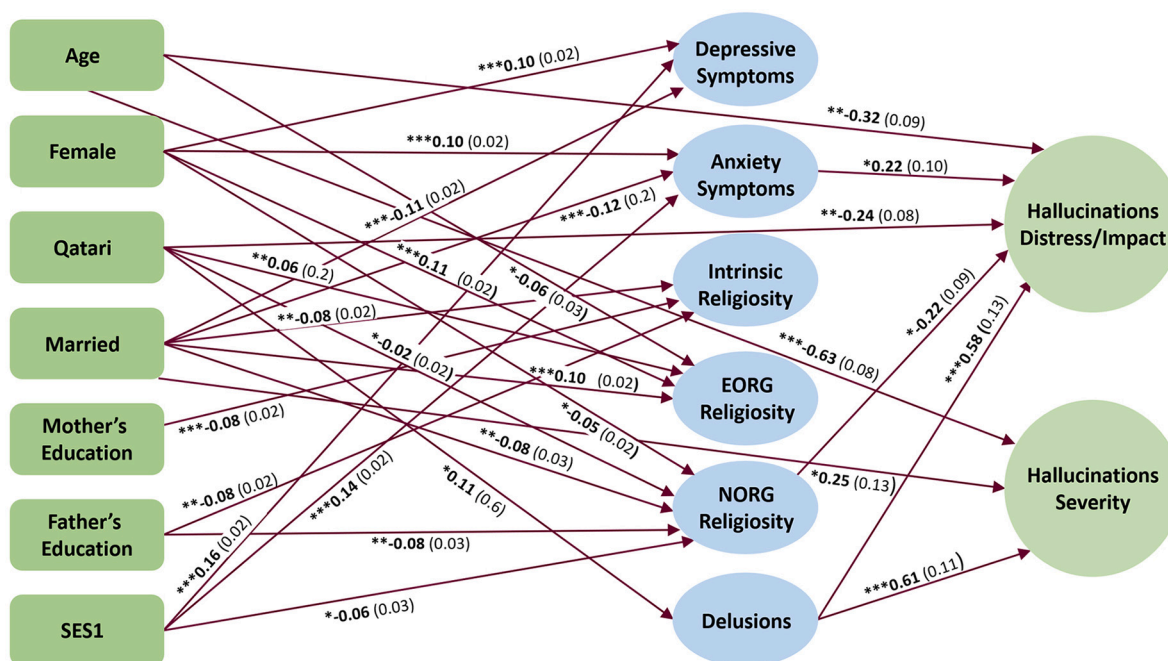 Age
Female
Qatari
Married
Mother's
Education
Father's
Education
SES1
Depressive
Symptoms
Anxiety
Symptoms
Intrinsic
Religiosity
EORG
Religiosity
NORG
Religiosity
Delusions
Hallucinations
Distress/Impact
Hallucinations
Severity
***0.10 (0.02)
***0.10 (0.02)
***-0.11 (0.02)
***-0.12 (0.2)
**0.06 (0.2)
***0.11 (0.02)
*-0.06 (0.03)
**-0.08 (0.02)
*-0.02 (0.02)
***0.10 (0.02)
***-0.08 (0.02)
*-0.05 (0.02)
**-0.08 (0.03)
**-0.08 (0.02)
***0.14 (0.02)
*0.11 (0.6)
**-0.08 (0.03)
***0.16 (0.02)
*-0.06 (0.03)
**-0.32 (0.09)
*0.22 (0.10)
**-0.24 (0.08)
*-0.22 (0.09)
***0.58 (0.13)
***-0.63 (0.08)
*0.25 (0.13)
***0.61 (0.11)